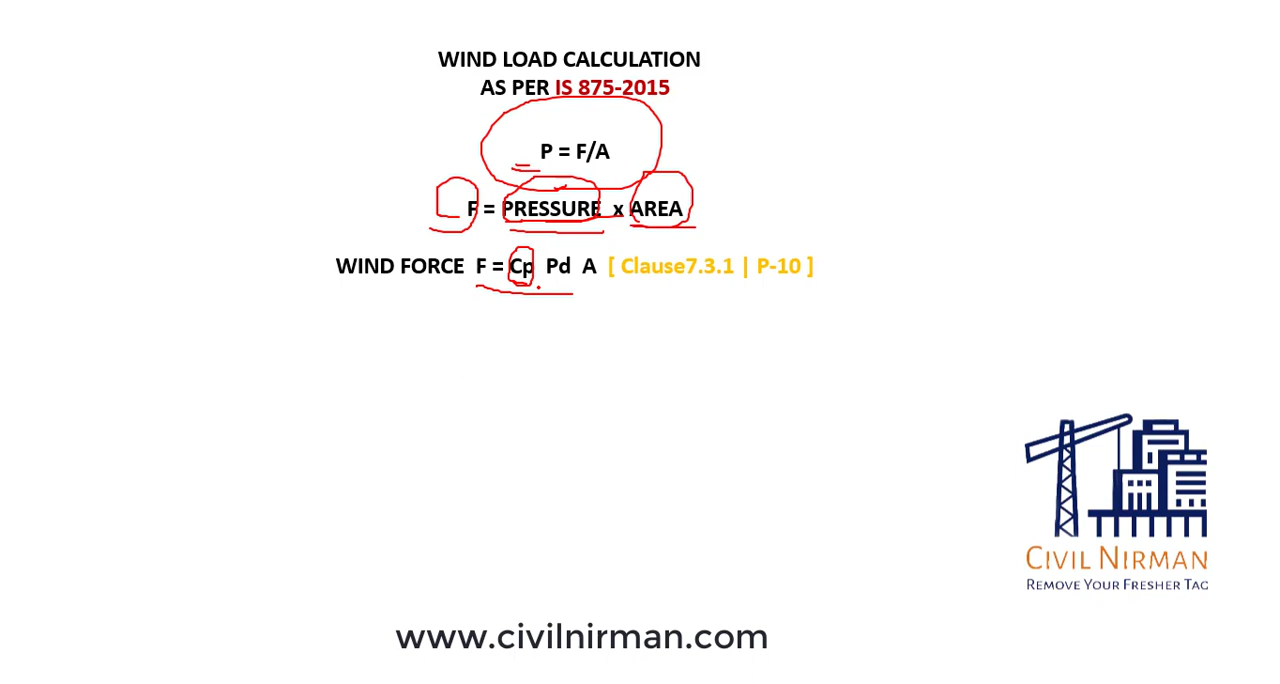 WIND LOAD CALCULATION
AS PER IS 875-2015
P = F/A
F = PRESSURE x AREA
WIND FORCE F = Cp Pd A [ Clause7.3.1 | P-10 ]
CIVIL NIRMAN
REMOVE YOUR FRESHER TAG
www.civilnirman.com